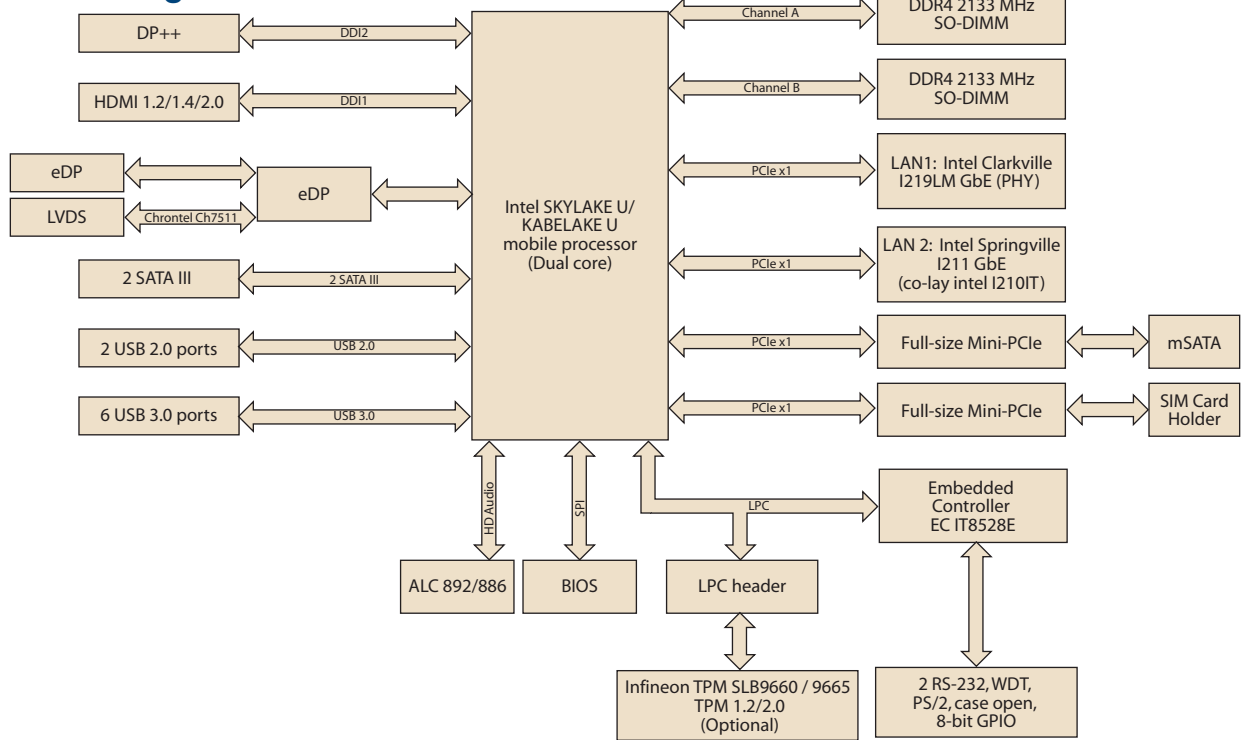 DP++
DDI2
HDMI 1.2/1.4/2.0
DDI1
eDP
LVDS
Chrontel Ch7511
eDP
2 SATA III
2 SATA III
2 USB 2.0 ports
USB 2.0
6 USB 3.0 ports
USB 3.0
Intel SKYLAKE U/
KABELAKE U
mobile processor
(Dual core)
Channel A
DDR4 2133 MHz
SO-DIMM
Channel B
DDR4 2133 MHz
SO-DIMM
PCIe x1
LAN1: Intel Clarkville
I219LM GbE (PHY)
PCIe x1
LAN 2: Intel Springville
I211 GbE
(co-lay intel I210IT)
PCIe x1
Full-size Mini-PCIe
mSATA
PCIe x1
Full-size Mini-PCIe
SIM Card
Holder
HD Audio
SPI
LPC
Embedded
Controller
EC IT8528E
ALC 892/886
BIOS
LPC header
Infineon TPM SLB9660 / 9665
TPM 1.2/2.0
(Optional)
2 RS-232, WDT,
PS/2, case open,
8-bit GPIO